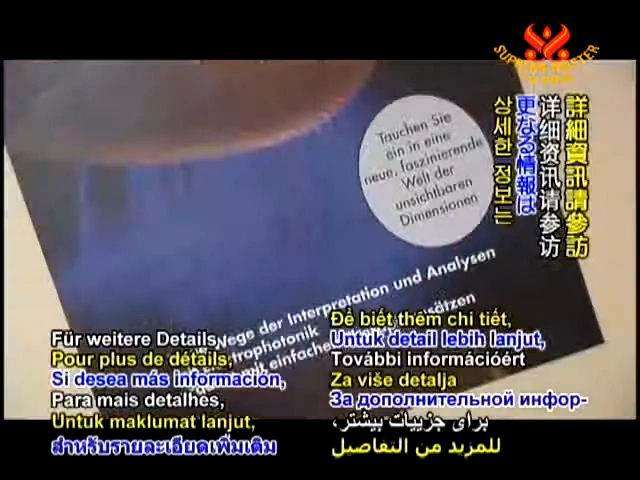 SUPREME MASTER
Tauchen Sie
ein in eine
neue, faszinierende
Welt der
unsichtbaren
Dimensionen
詳細資訊請參訪
详细资讯请参访
更なる情報は
상세한 정보는
Wege der Interpretation und Analysen
Elektrophotonik
mit einfachen
Für weitere Details,
Pour plus de détails,
Si desea más información,
Para mais detalhes,
Untuk maklumat lanjut,
สำหรับรายละเอียดเพิ่มเติม
Để biết thêm chi tiết,
Untuk detail lebih lanjut,
További információért
Za više detalja
За дополнительной инфор-
برای جزییات بیشتر،
للمزيد من التفاصيل